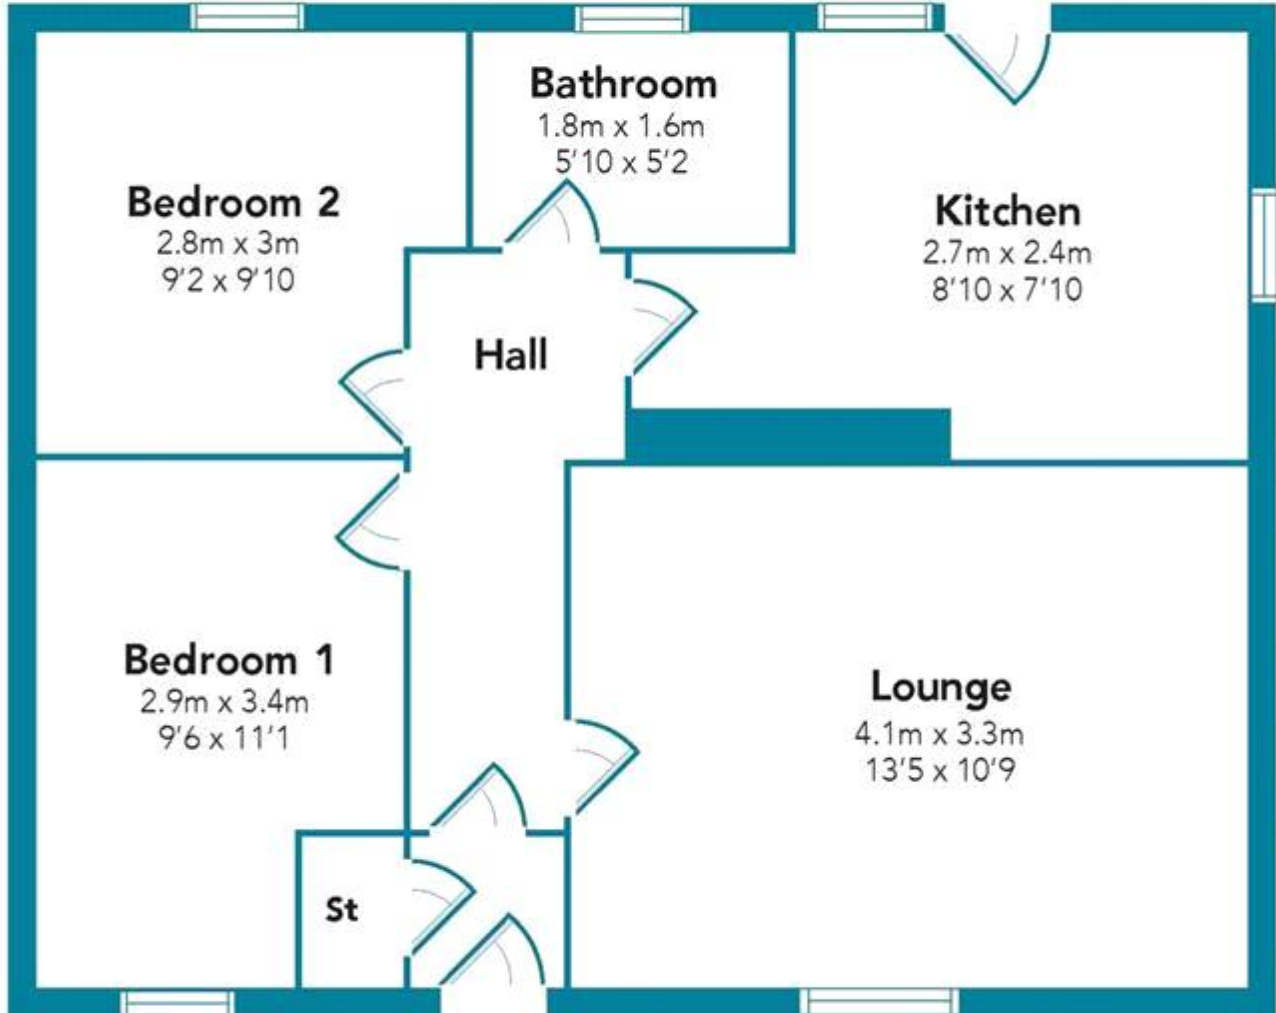 Bathroom
1.8m x 1.6m
5'10 x 5'2
Bedroom 2
2.8m x 3m
9'2 x 9'10
Kitchen
2.7m x 2.4m
8'10 x 7'10
Hall
Bedroom 1
2.9m x 3.4m
9'6 x 11'1
Lounge
4.1m x 3.3m
13'5 x 10'9
St